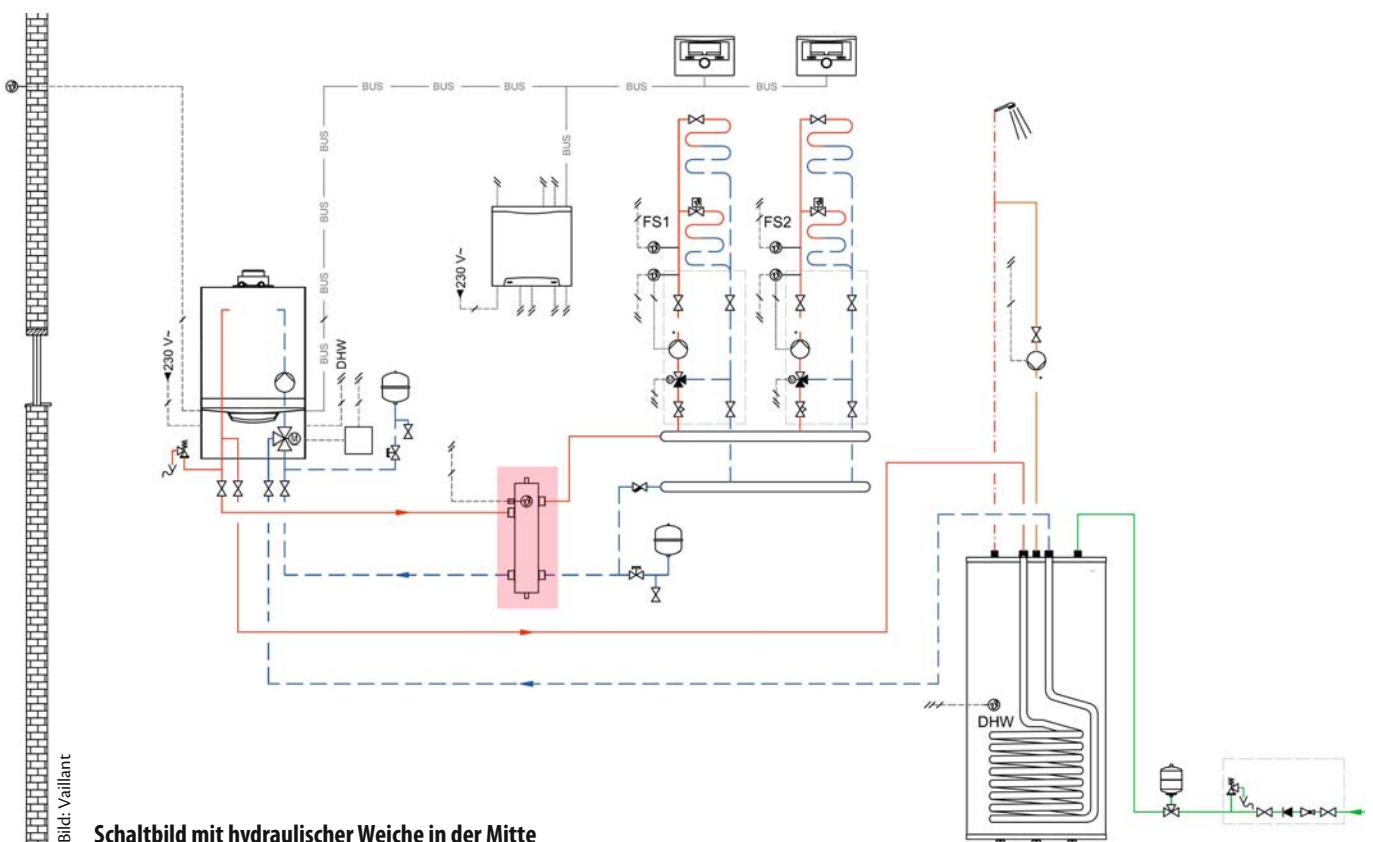 BUS BUS BUS BUS BUS
BUS
BUS
BUS
BUS
BUS
FS1
FS2
230 V~
230 V~
DHW
M
DHW
Bild: Vaillant
Schaltbild mit hydraulischer Weiche in der Mitte